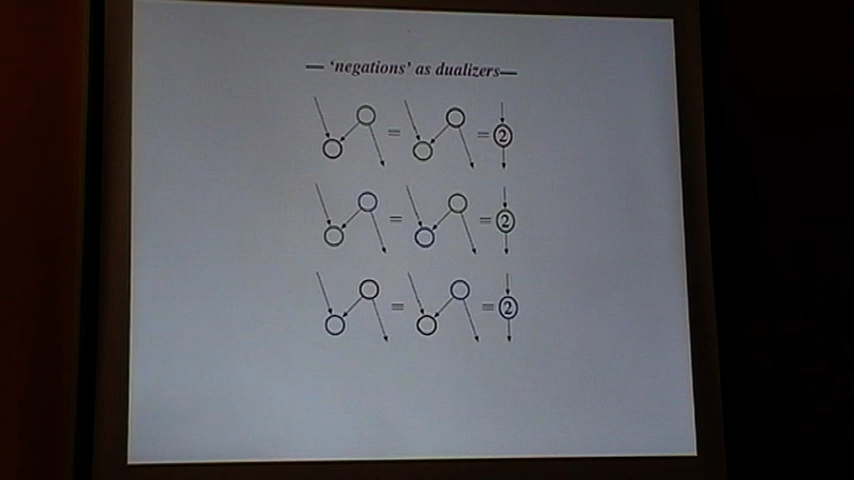 — ‘negations’ as dualizers—
= = 2
= = 2
= = 2